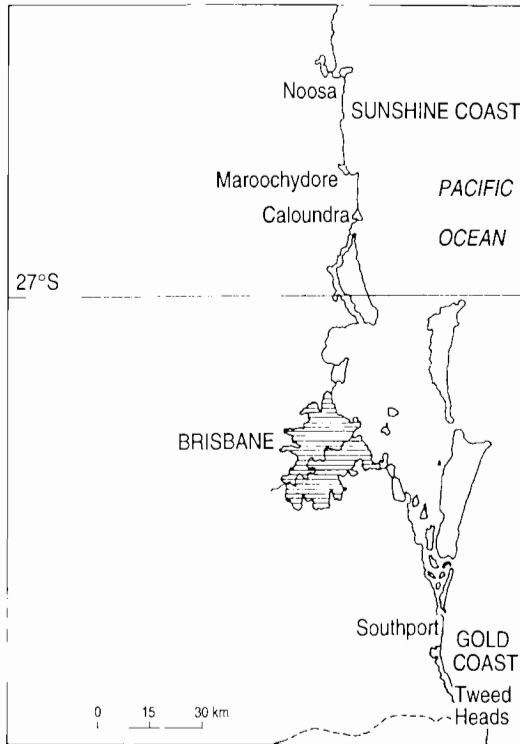 Noosa
SUNSHINE COAST
Maroochydore
PACIFIC
Caloundra
OCEAN
27°S
BRISBANE
Southport
GOLD
COAST
Tweed
Heads
0 15 30 km